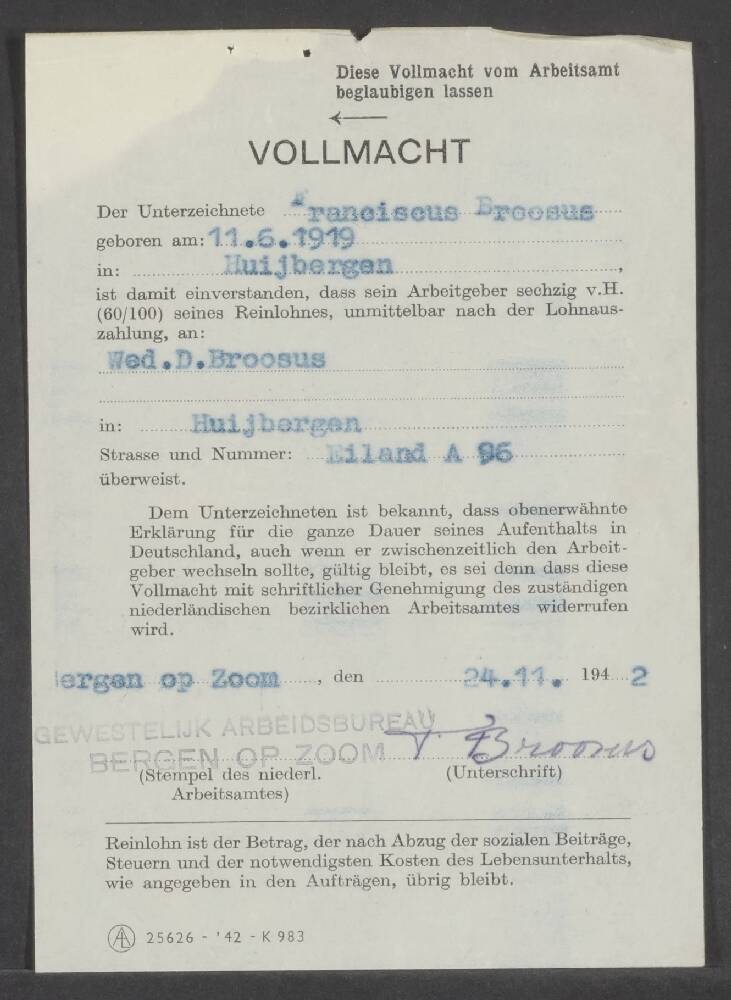 Diese Vollmacht vom Arbeitsamt
beglaubigen lassen
VOLLMACHT
Der Unterzeichnete Franciscus Broosus
geboren am: 11.6.1919
in: Huijbergen,
ist damit einverstanden, dass sein Arbeitgeber sechzig v.H.
(60/100) seines Reinlohnes, unmittelbar nach der Lohnaus-
zahlung, an:
Wed.D.Broosus
in: Huijbergen
Strasse und Nummer: Eiland A 96
überweist.
Dem Unterzeichneten ist bekannt, dass obenerwähnte
Erklärung für die ganze Dauer seines Aufenthalts in
Deutschland, auch wenn er zwischenzeitlich den Arbeit-
geber wechseln sollte, gültig bleibt, es sei denn dass diese
Vollmacht mit schriftlicher Genehmigung des zuständigen
niederländischen bezirklichen Arbeitsamtes widerrufen
wird.
Bergen op Zoom, den 24.11. 1942
GEWESTELIJK ARBEIDSBUREAU
BERGEN OP ZOOM
Broosus
(Stempel des niederl.
Arbeitsamtes)
(Unterschrift)
Reinlohn ist der Betrag, der nach Abzug der sozialen Beiträge,
Steuern und der notwendigsten Kosten des Lebensunterhalts,
wie angegeben in den Aufträgen, übrig bleibt.
25626 - '42 - K 983